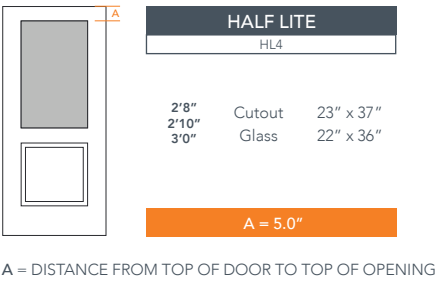 A
HALF LITE
HL4
2’8”
2’10”
3’0”
Cutout 23” x 37”
Glass 22” x 36”
A = 5.0”
A = DISTANCE FROM TOP OF DOOR TO TOP OF OPENING